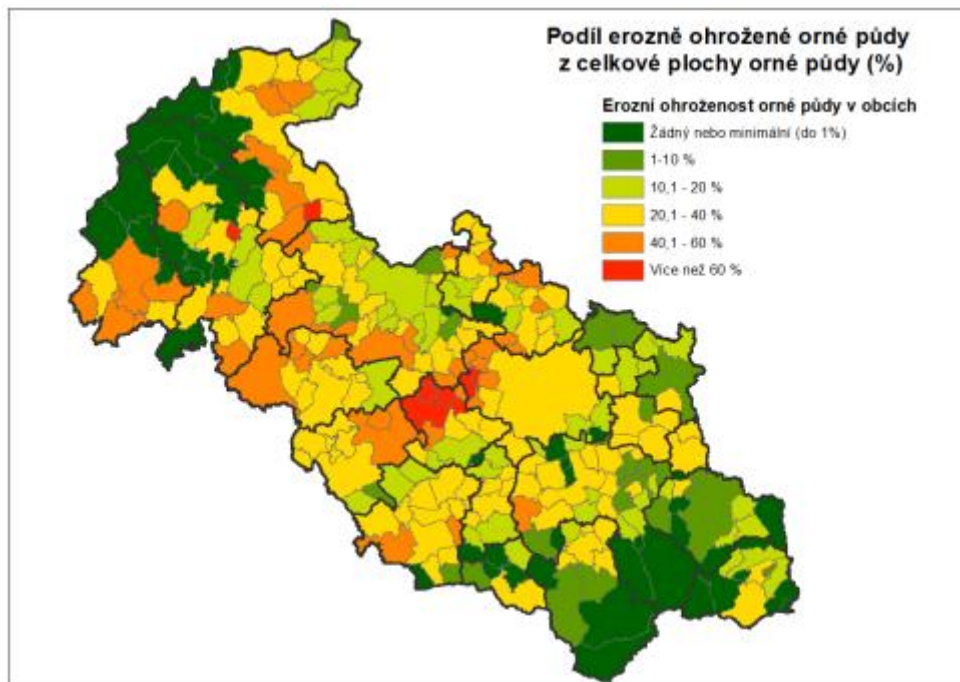 Podíl erozně ohrožené orné půdy
z celkové plochy orné půdy (%)
Erozní ohroženost orné půdy v obcích
Žádný nebo minimální (do 1%)
1-10 %
10,1 - 20 %
20,1 - 40 %
40,1 - 60 %
Více než 60 %